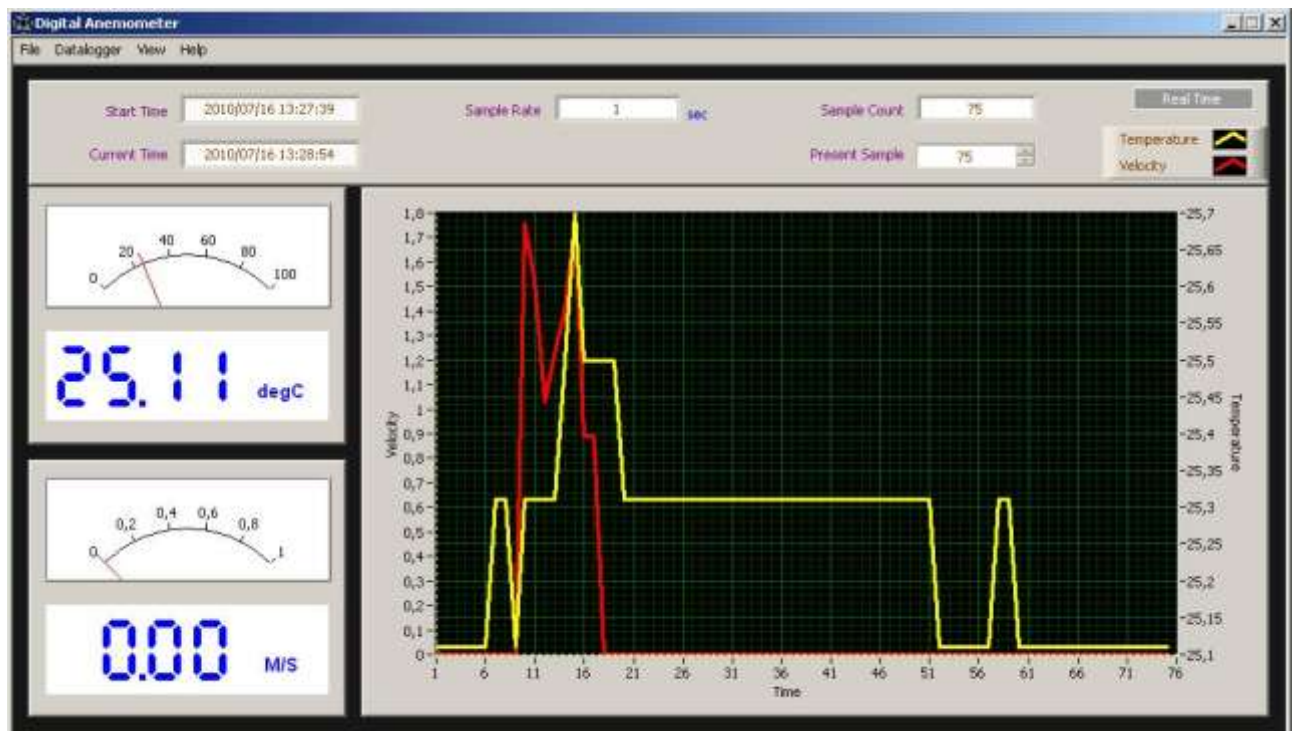 Digital Anemometer
File Datalogger View Help
Start Time 2010/07/16 13:27:39 Sample Rate 1 sec Sample Count 75 Real Time
Current Time 2010/07/16 13:28:54 Present Sample 75
Temperature
Velocity
0 20 40 60 80 100
25.11 degC
0 0,2 0,4 0,6 0,8 1
0.00 M/S
Velocity
1,8
1,7
1,6
1,5
1,4
1,3
1,2
1,1
1
0,9
0,8
0,7
0,6
0,5
0,4
0,3
0,2
0,1
0
25,7
25,65
25,6
25,55
25,5
25,45
25,4
25,35
25,3
25,25
25,2
25,15
25,1
Temperature
1 6 11 16 21 26 31 36 41 46 51 56 61 66 71 76
Time